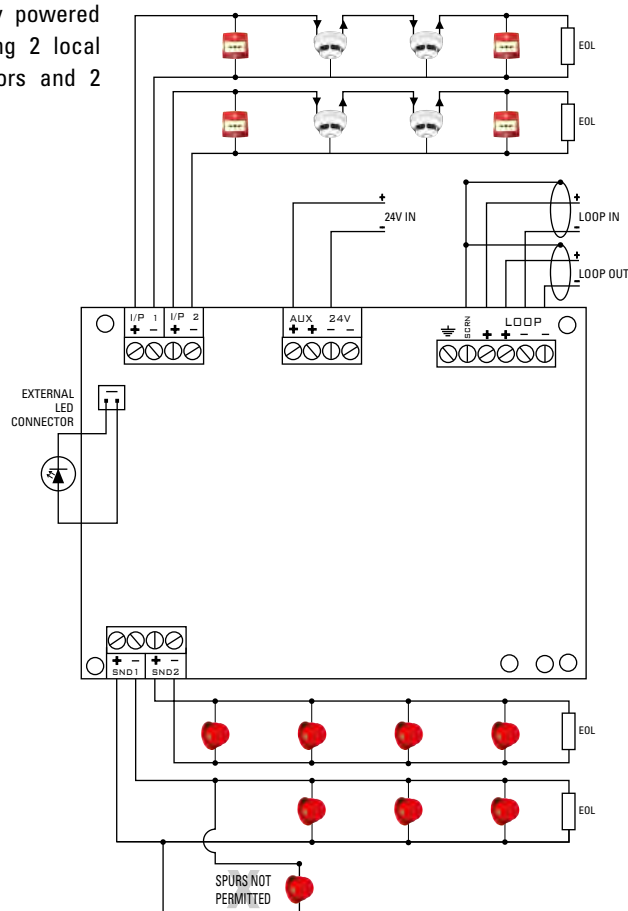 y powered
ng 2 local
ors and 2
EOL
EOL
+
24V IN
-
+
LOOP IN
-
+
LOOP OUT
-
I/P 1 I/P 2
+ - + -
AUX 24V
+ + - -
SCRN LOOP
+ + - -
EXTERNAL
LED
CONNECTOR
+ - + -
SND1 SND2
EOL
EOL
X
SPURS NOT
PERMITTED